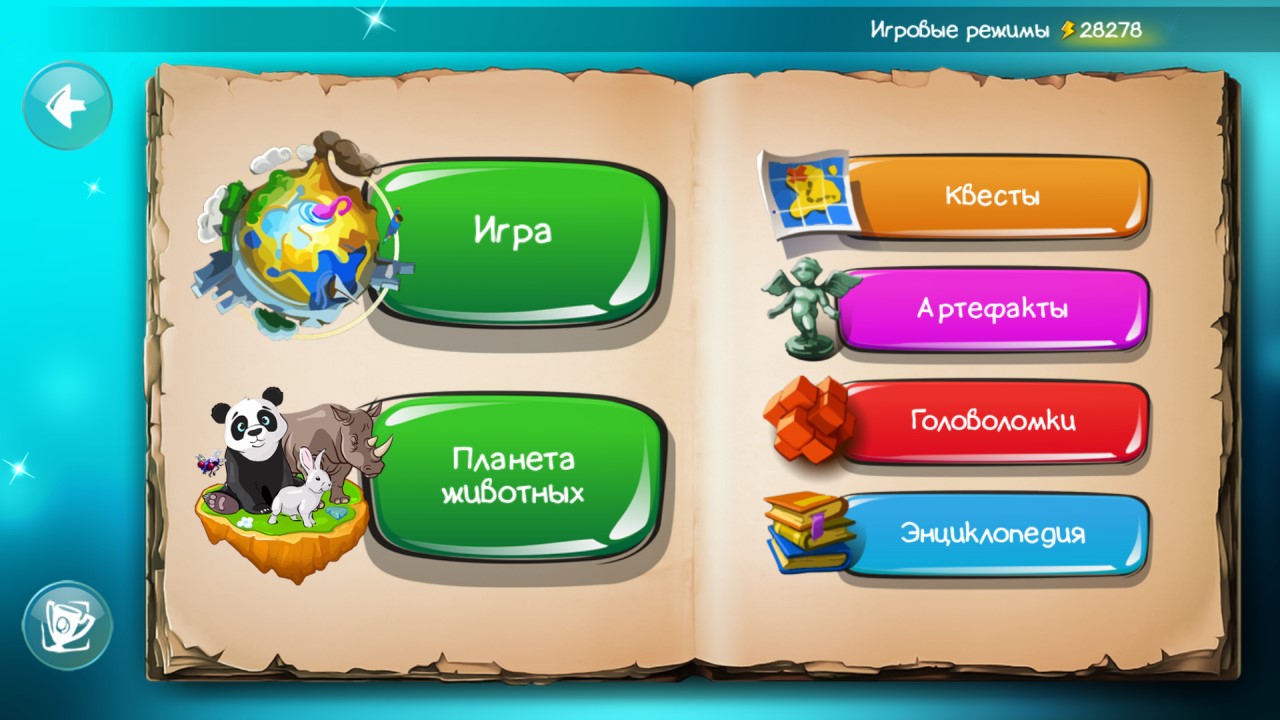 Игровые режимы 28278
Игра
Планета
животных
Квесты
Артефакты
Головоломки
Энциклопедия